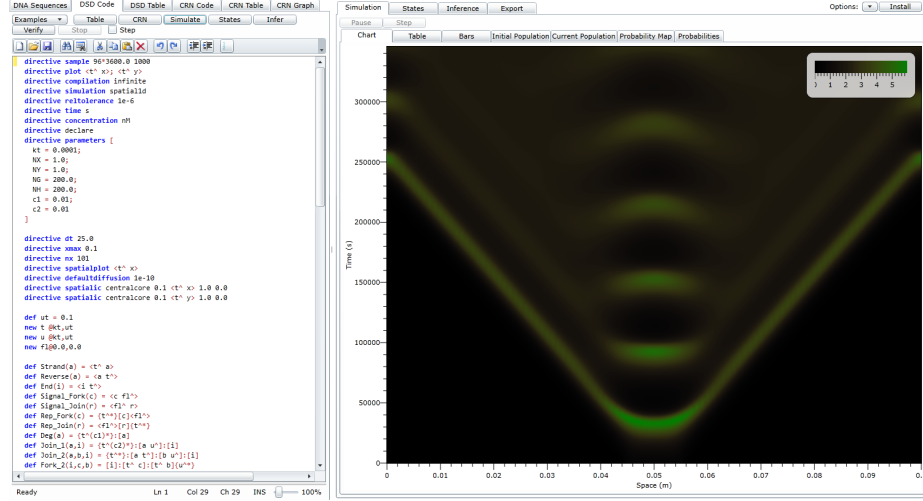 DNA Sequences DSD Code DSD Table CRN Code CRN Table CRN Graph
Examples Table CRN Simulate States Infer
Verify Stop Step
directive sample 96*3600.0 1000
directive plot <t^ x>; <t^ y>
directive compilation infinite
directive simulation spatial1d
directive reltolerance 1e-6
directive time s
directive concentration nM
directive declare
directive parameters [
kt = 0.0001;
NX = 1.0;
NY = 1.0;
NG = 200.0;
NH = 200.0;
c1 = 0.01;
c2 = 0.01
]
directive dt 25.0
directive xmax 0.1
directive nx 101
directive spatialplot <t^ x>
directive defaultdiffusion 1e-10
directive spatialic centralcore 0.1 <t^ x> 1.0 0.0
directive spatialic centralcore 0.1 <t^ y> 1.0 0.0
def ut = 0.1
new t @kt,ut
new u @kt,ut
new fl@0.0,0.0
def Strand(a) = <t^ a>
def Reverse(a) = <a t^>
def End(i) = <i t^>
def Signal_Fork(c) = <c fl^>
def Signal_Join(r) = <fl^ r>
def Rep_Fork(c) = {t^*}[c]<fl^>
def Rep_Join(r) = <fl^>[r]{t^*}
def Deg(a) = {t^(c1)*}:[a]
def Join_1(a,i) = {t^(c2)*}:[a u^]:[i]
def Join_2(a,b,i) = {t^*}:[a t^]:[b u^]:[i]
def Fork_2(i,c,b) = [i]:[t^ c]:[t^ b]{u^*}
Ready Ln 1 Col 29 Ch 29 INS 100%
Simulation States Inference Export Options: Install
Pause Step
Chart Table Bars Initial Population Current Population Probability Map Probabilities
0 1 2 3 4 5
300000
250000
200000
150000
100000
50000
0
Time (s)
0 0.01 0.02 0.03 0.04 0.05 0.06 0.07 0.08 0.09
Space (m)